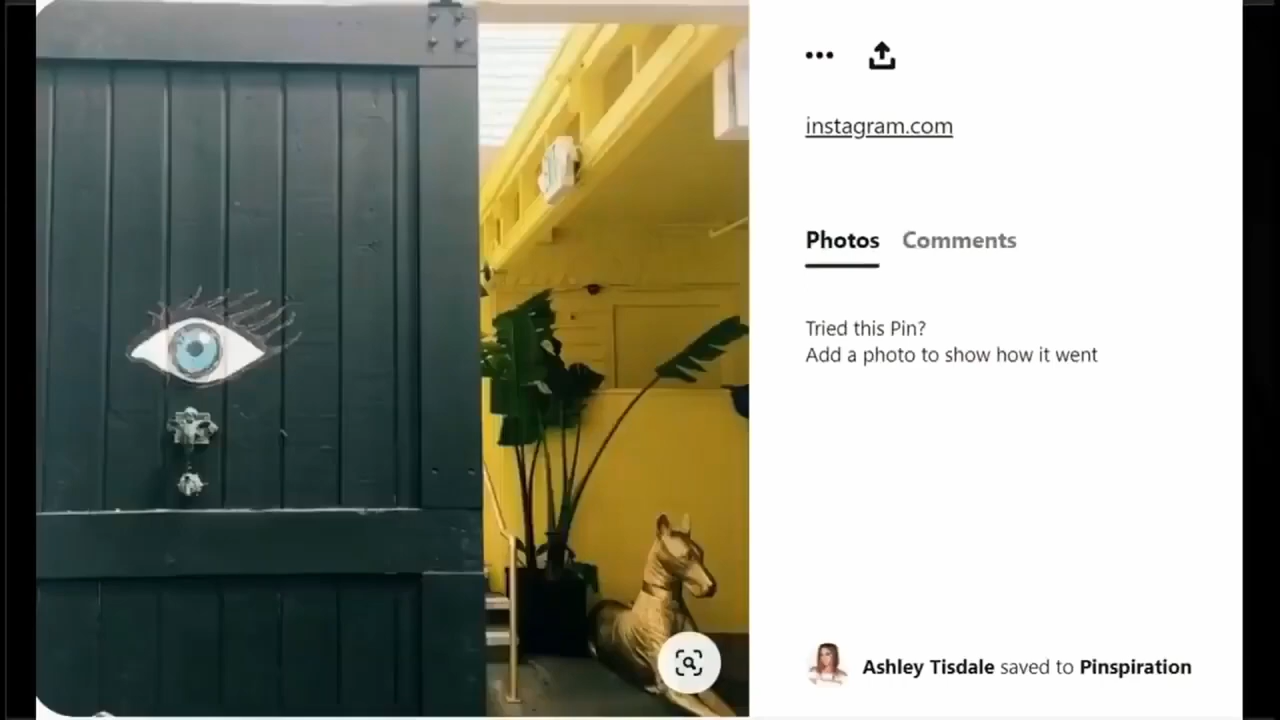 instagram.com
Photos Comments
Tried this Pin?
Add a photo to show how it went
Ashley Tisdale saved to Pinspiration